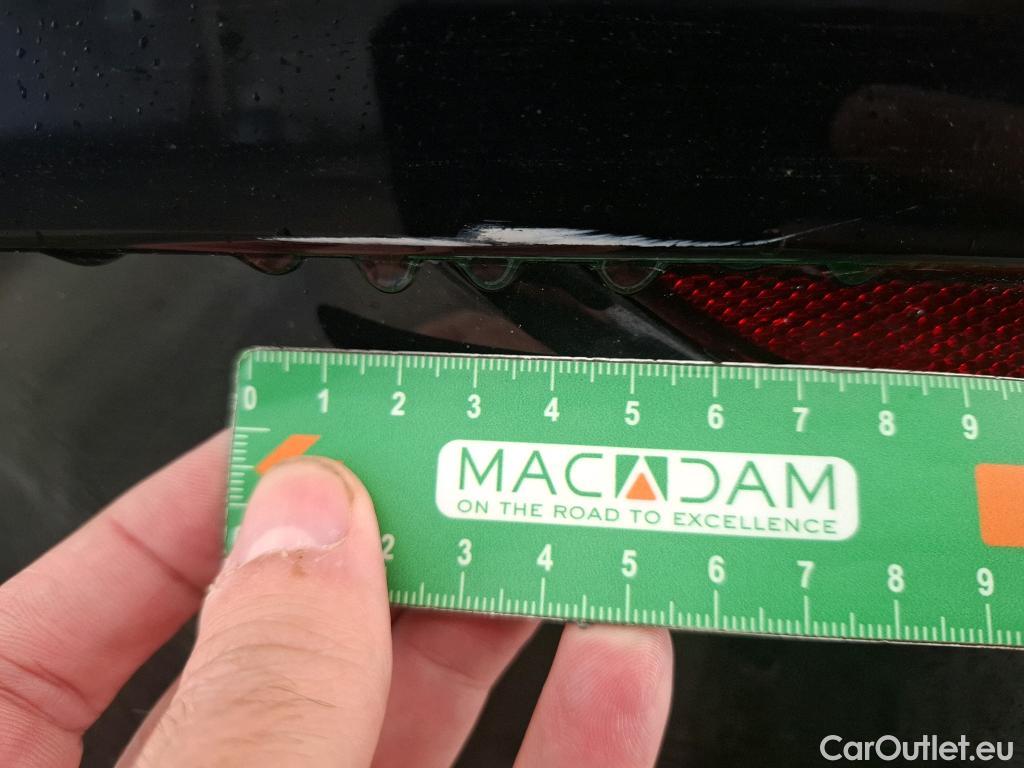 0 1 2 3 4 5 6 7 8 9
MACADAM
ON THE ROAD TO EXCELLENCE
2 3 4 5 6 7 8 9
CarOutlet.eu